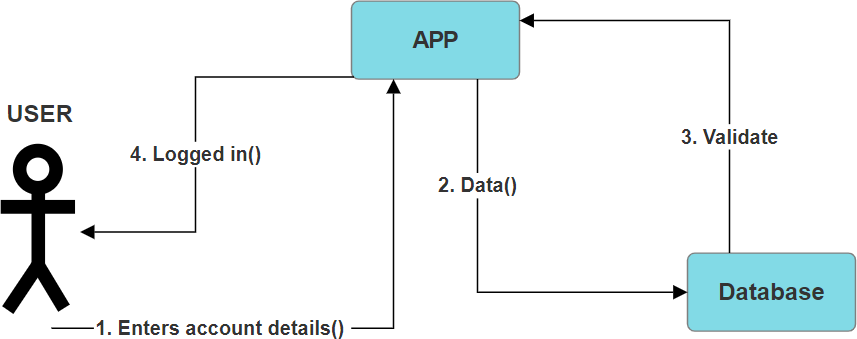 APP
USER
3. Validate
4. Logged in()
2. Data()
Database
1. Enters account details()